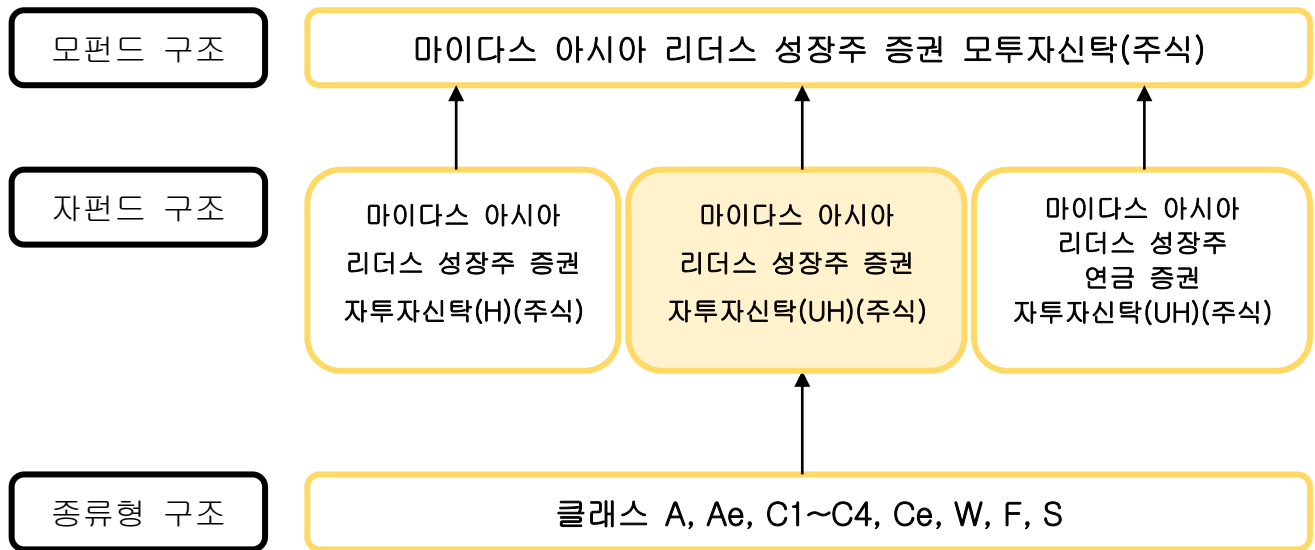 모펀드 구조
마이다스 아시아 리더스 성장주 증권 모투자신탁(주식)
자펀드 구조
마이다스 아시아
리더스 성장주 증권
자투자신탁(H)(주식)
마이다스 아시아
리더스 성장주 증권
자투자신탁(UH)(주식)
마이다스 아시아
리더스 성장주
연금 증권
자투자신탁(UH)(주식)
종류형 구조
클래스 A, Ae, C1~C4, Ce, W, F, S